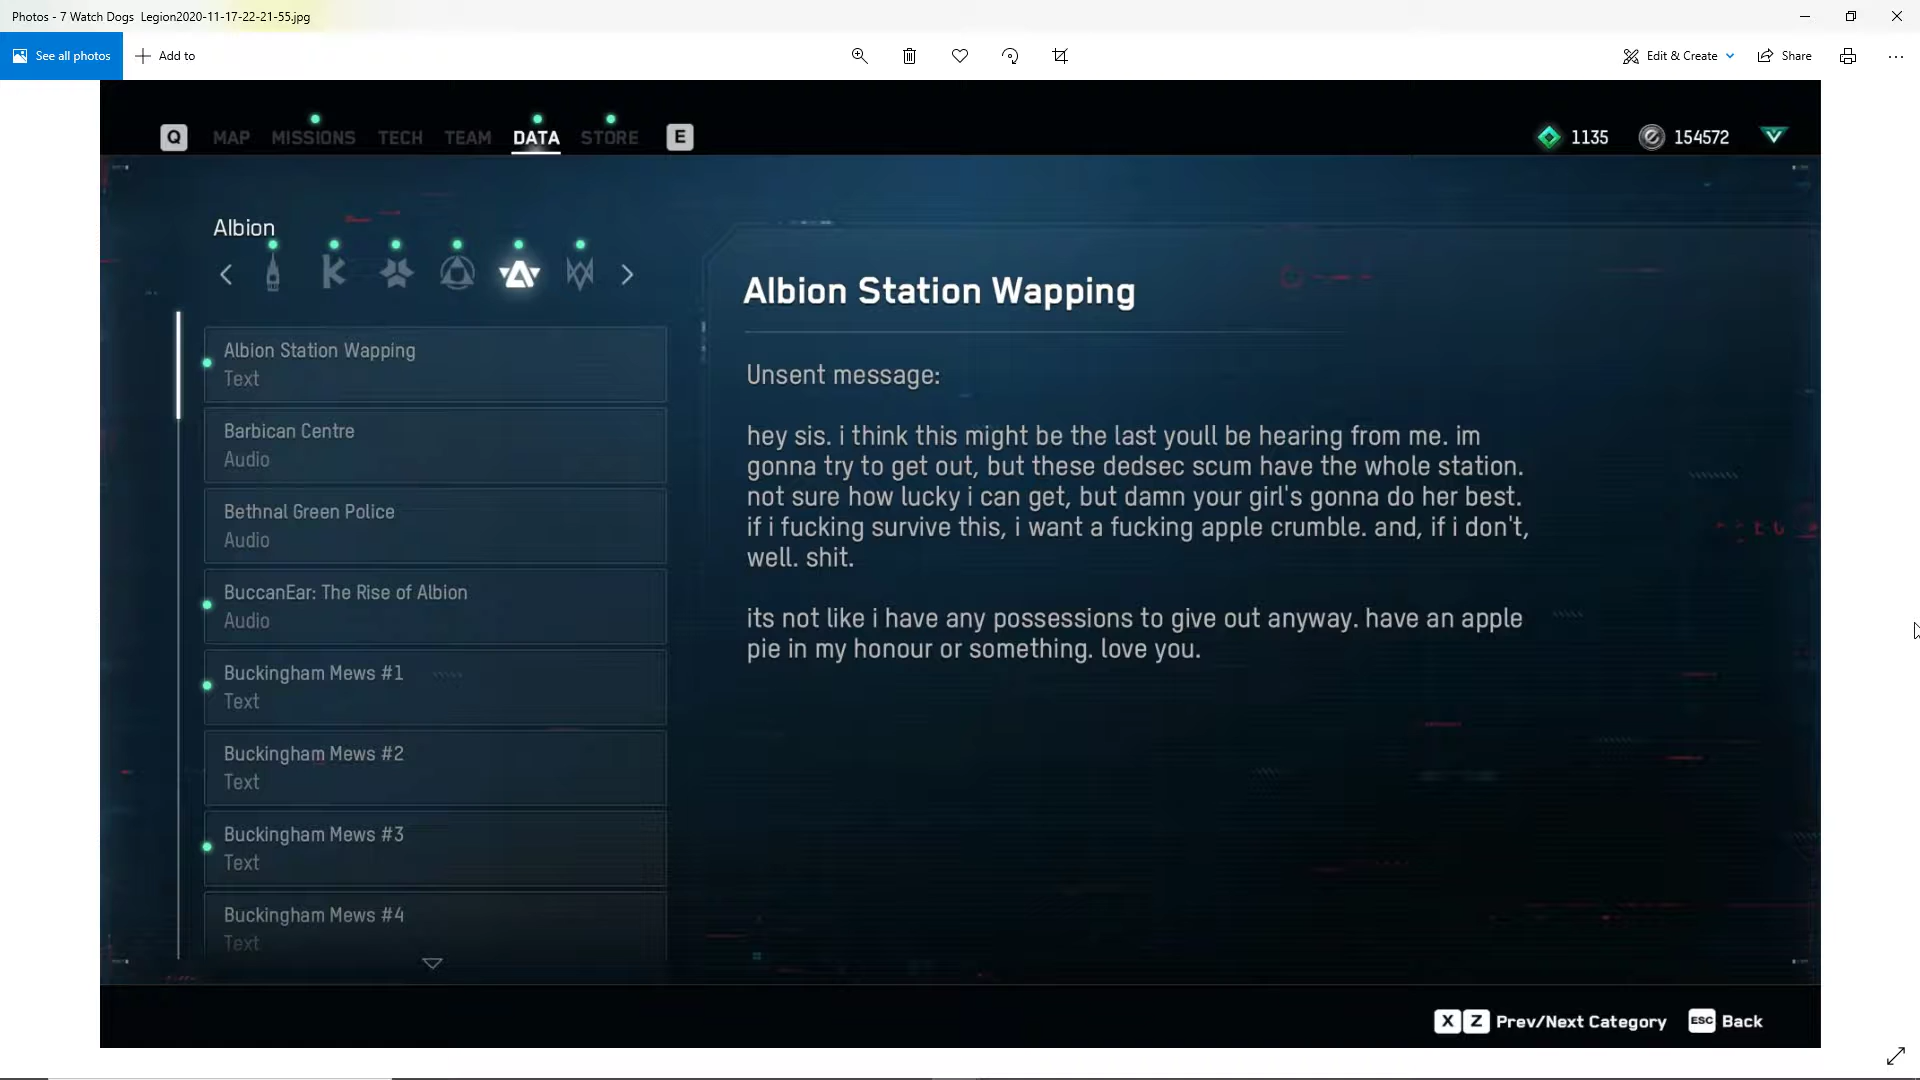 Photos - 7 Watch Dogs Legion2020-11-17-22-21-55.jpg
See all photos
Add to
Edit & Create
Share
Q
MAP
MISSIONS
TECH
TEAM
DATA
STORE
E
1135
154572
Albion
Albion Station Wapping
Text
Barbican Centre
Audio
Bethnal Green Police
Audio
BuccanEar: The Rise of Albion
Audio
Buckingham Mews #1
Text
Buckingham Mews #2
Text
Buckingham Mews #3
Text
Buckingham Mews #4
Text
Albion Station Wapping
Unsent message:
hey sis. i think this might be the last youll be hearing from me. im
gonna try to get out, but these dedsec scum have the whole station.
not sure how lucky i can get, but damn your girl's gonna do her best.
if i fucking survive this, i want a fucking apple crumble. and, if i don't,
well. shit.
its not like i have any possessions to give out anyway. have an apple
pie in my honour or something. love you.
X Z Prev/Next Category
ESC Back